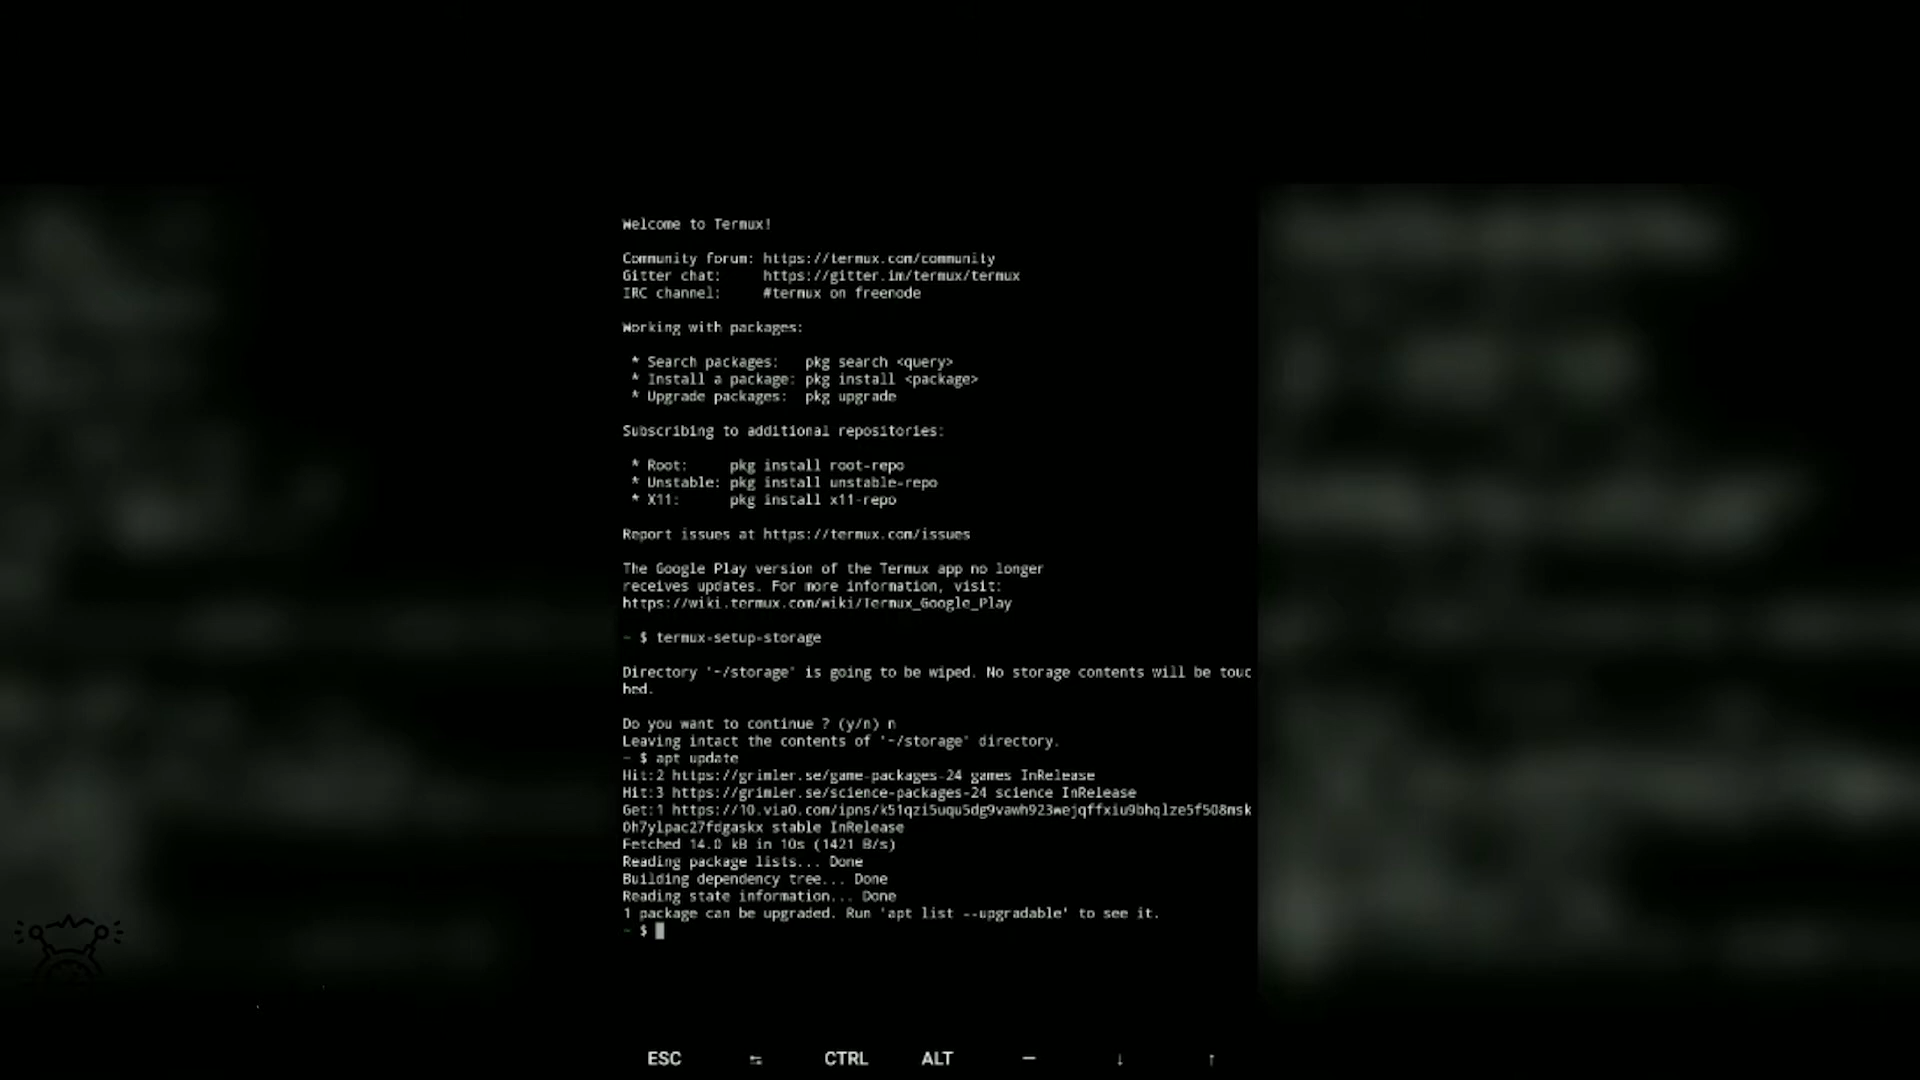 Welcome to Termux!
Community forum: https://termux.com/community
Gitter chat: https://gitter.im/termux/termux
IRC channel: #termux on freenode
Working with packages:
* Search packages: pkg search <query>
* Install a package: pkg install <package>
* Upgrade packages: pkg upgrade
Subscribing to additional repositories:
* Root: pkg install root-repo
* Unstable: pkg install unstable-repo
* X11: pkg install x11-repo
Report issues at https://termux.com/issues
The Google Play version of the Termux app no longer
receives updates. For more information, visit:
https://wiki.termux.com/wiki/Termux_Google_Play
~ $ termux-setup-storage
Directory '~/storage' is going to be wiped. No storage contents will be touc
hed.
Do you want to continue ? (y/n) n
Leaving intact the contents of '~/storage' directory.
~ $ apt update
Hit:2 https://grimler.se/game-packages-24 games InRelease
Hit:3 https://grimler.se/science-packages-24 science InRelease
Get:1 https://10.via0.com/ipns/k51qzi5uqu5dg9vawh923wejqffxiu9bhqlze5f508msk
0h7ylpac27fdgaskx stable InRelease
Fetched 14.0 kB in 10s (1421 B/s)
Reading package lists... Done
Building dependency tree... Done
Reading state information... Done
1 package can be upgraded. Run 'apt list --upgradable' to see it.
~ $
ESC ⇆ CTRL ALT — ↓ ↑